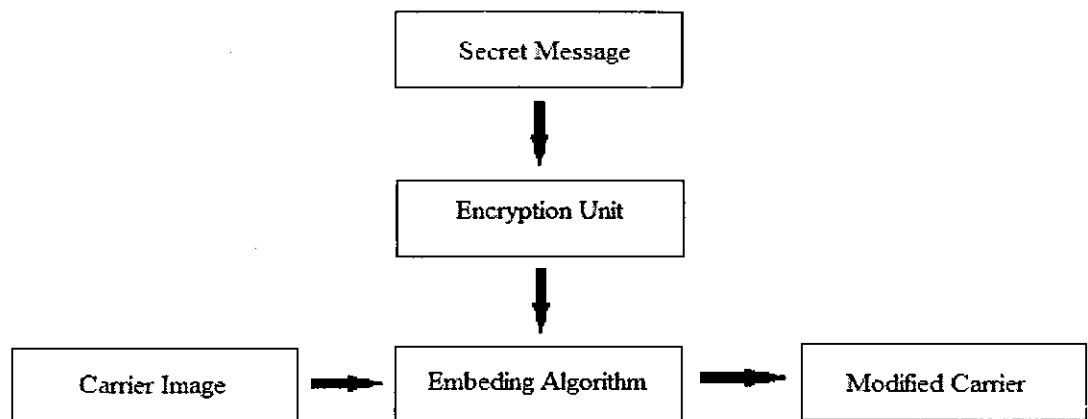 Secret Message
Encryption Unit
Carrier Image
Embeding Algorithm
Modified Carrier